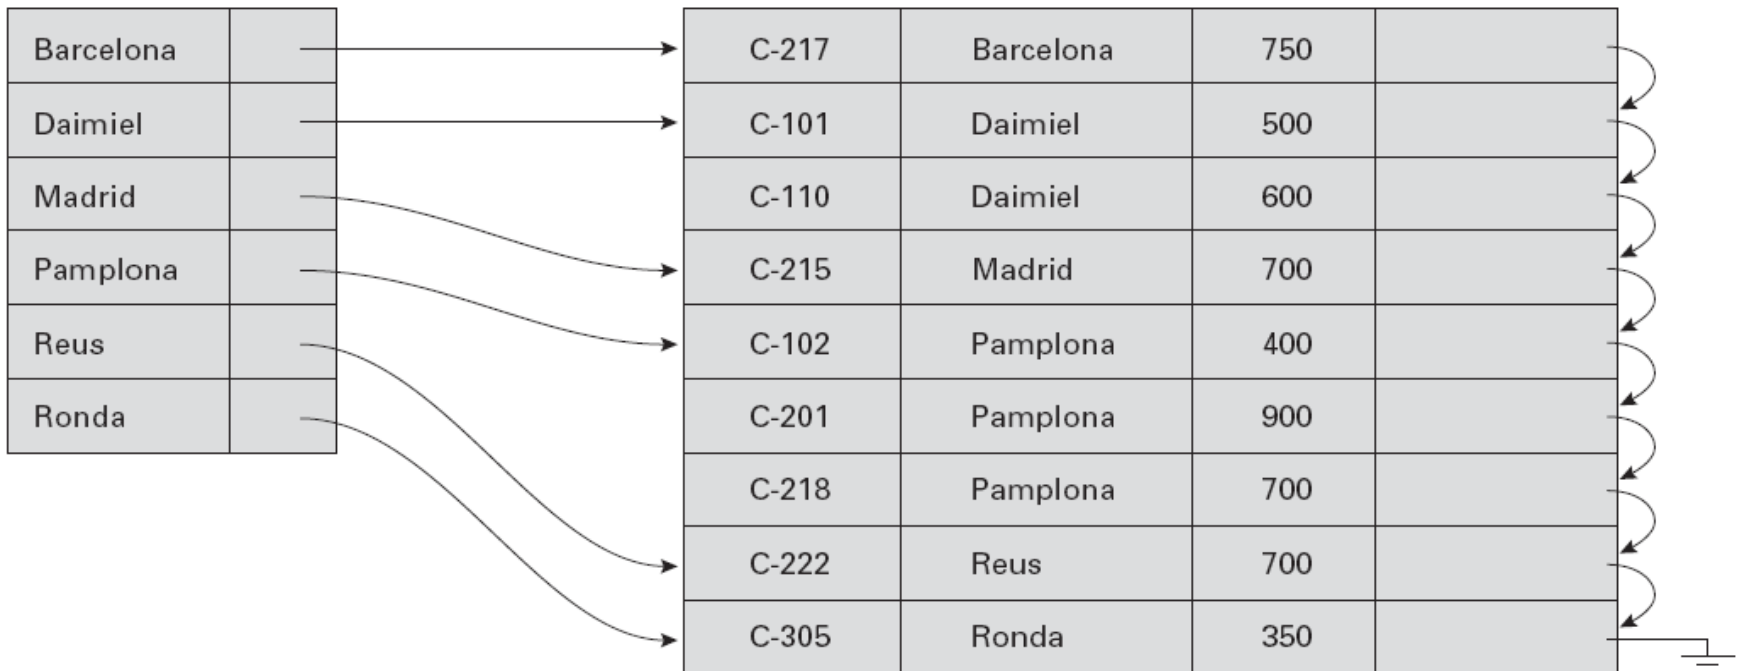 Barcelona
Daimiel
Madrid
Pamplona
Reus
Ronda
C-217 Barcelona 750
C-101 Daimiel 500
C-110 Daimiel 600
C-215 Madrid 700
C-102 Pamplona 400
C-201 Pamplona 900
C-218 Pamplona 700
C-222 Reus 700
C-305 Ronda 350